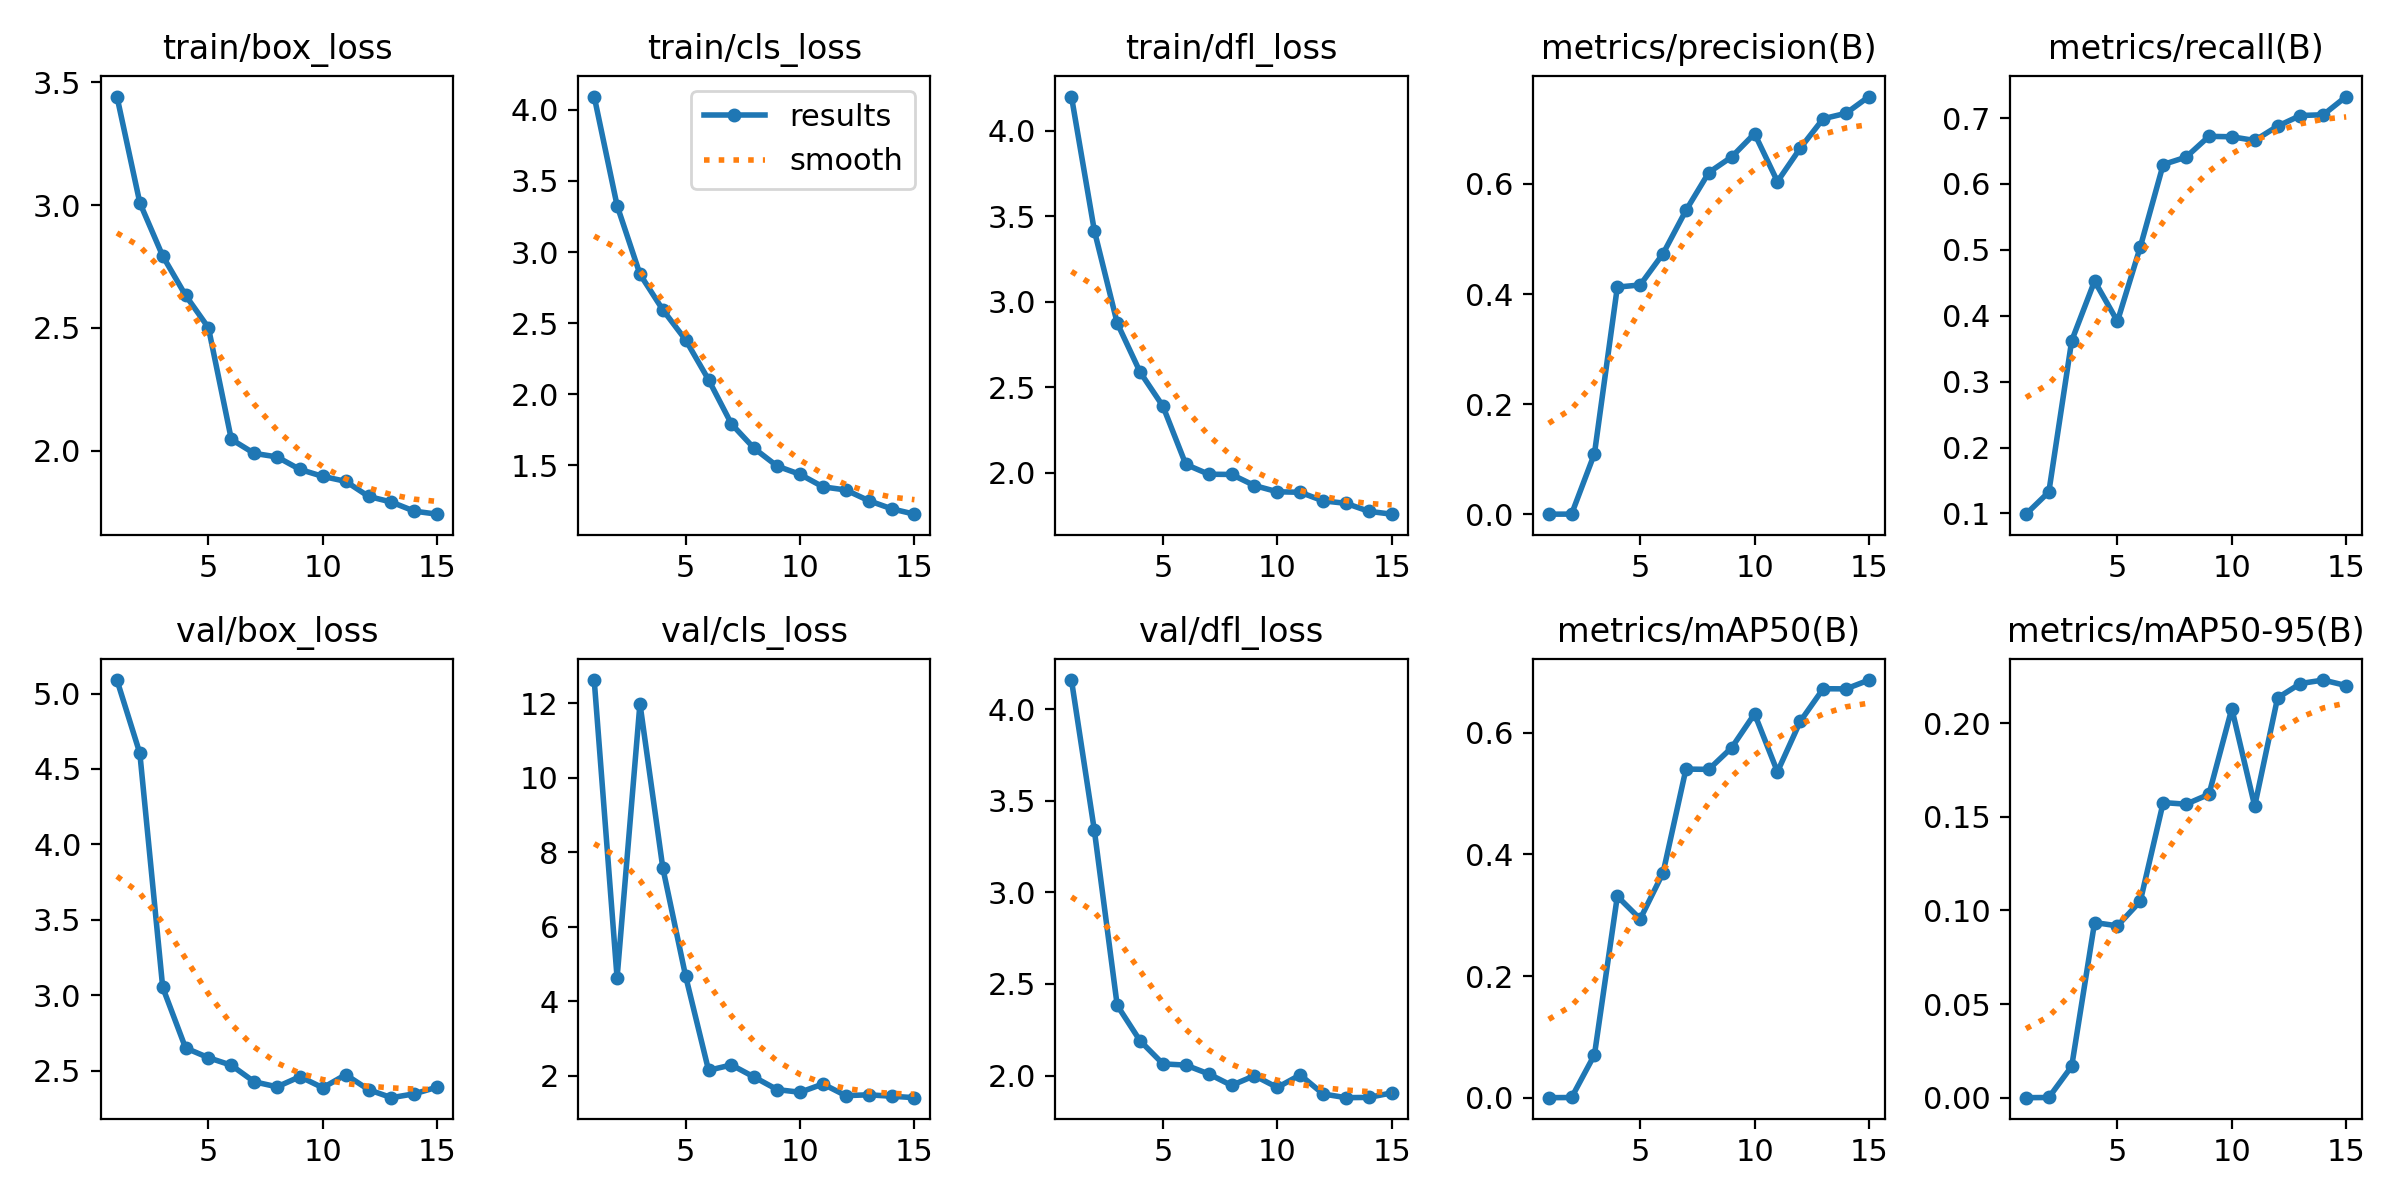 train/box_loss
3.5
3.0
2.5
2.0
5 10 15
train/cls_loss
results
smooth
4.0
3.5
3.0
2.5
2.0
1.5
5 10 15
train/dfl_loss
4.0
3.5
3.0
2.5
2.0
5 10 15
metrics/precision(B)
0.6
0.4
0.2
0.0
5 10 15
metrics/recall(B)
0.7
0.6
0.5
0.4
0.3
0.2
0.1
5 10 15
val/box_loss
5.0
4.5
4.0
3.5
3.0
2.5
5 10 15
val/cls_loss
12
10
8
6
4
2
5 10 15
val/dfl_loss
4.0
3.5
3.0
2.5
2.0
5 10 15
metrics/mAP50(B)
0.6
0.4
0.2
0.0
5 10 15
metrics/mAP50-95(B)
0.20
0.15
0.10
0.05
0.00
5 10 15